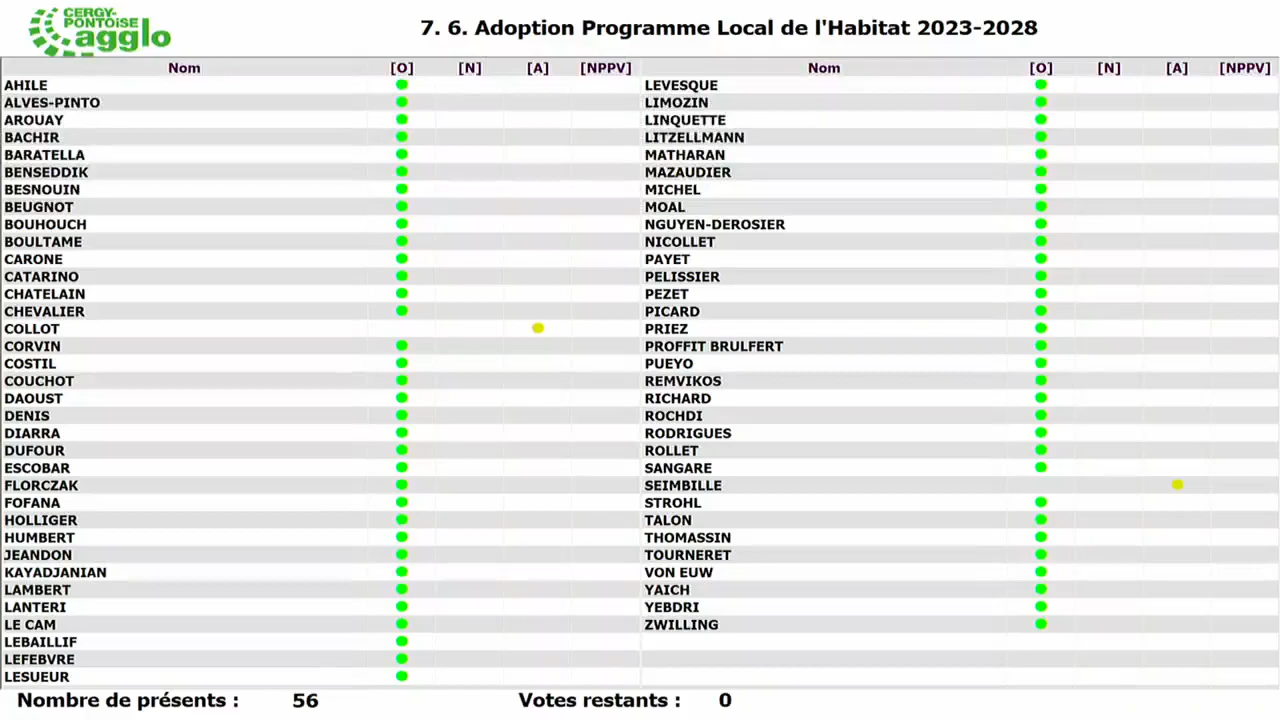 CERGY-
PONTOISE
agglo
7. 6. Adoption Programme Local de l'Habitat 2023-2028
Nom [O] [N] [A] [NPPV] Nom [O] [N] [A] [NPPV]
AHILE LEVESQUE
ALVES-PINTO LIMOZIN
AROUAY LINQUETTE
BACHIR LITZELLMANN
BARATELLA MATHARAN
BENSEDDIK MAZAUDIER
BESNOUIN MICHEL
BEUGNOT MOAL
BOUHOUCH NGUYEN-DEROSIER
BOULTAME NICOLLET
CARONE PAYET
CATARINO PELISSIER
CHATELAIN PEZET
CHEVALIER PICARD
COLLOT PRIEZ
CORVIN PROFFIT BRULFERT
COSTIL PUEYO
COUCHOT REMVIKOS
DAOUST RICHARD
DENIS ROCHDI
DIARRA RODRIGUES
DUFOUR ROLLET
ESCOBAR SANGARE
FLORCZAK SEIMBILLE
FOFANA STROHL
HOLLIGER TALON
HUMBERT THOMASSIN
JEANDON TOURNERET
KAYADJANIAN VON EUW
LAMBERT YAICH
LANTERI YEBDRI
LE CAM ZWILLING
LEBAILLIF
LEFEBVRE
LESUEUR
Nombre de présents : 56 Votes restants : 0